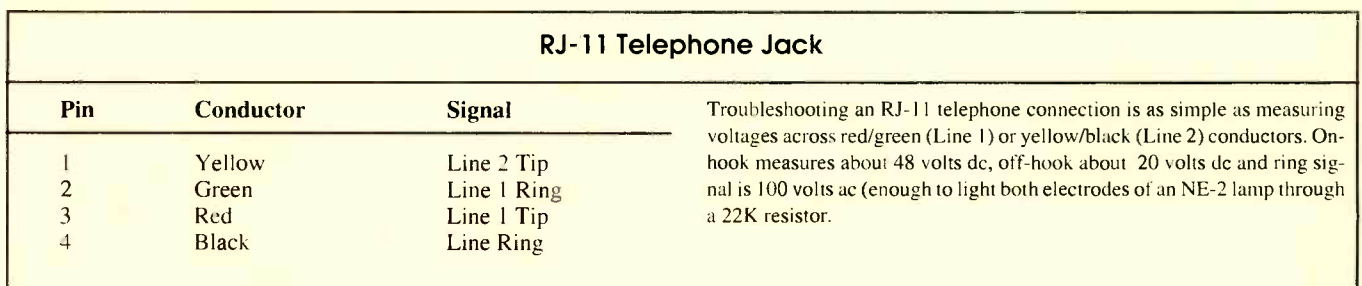 RJ-11 Telephone Jack
Pin Conductor Signal
1 Yellow Line 2 Tip
2 Green Line 1 Ring
3 Red Line 1 Tip
4 Black Line Ring
Troubleshooting an RJ-11 telephone connection is as simple as measuring
voltages across red/green (Line 1) or yellow/black (Line 2) conductors. On-
hook measures about 48 volts dc, off-hook about 20 volts dc and ring sig-
nal is 100 volts ac (enough to light both electrodes of an NE-2 lamp through
a 22K resistor.